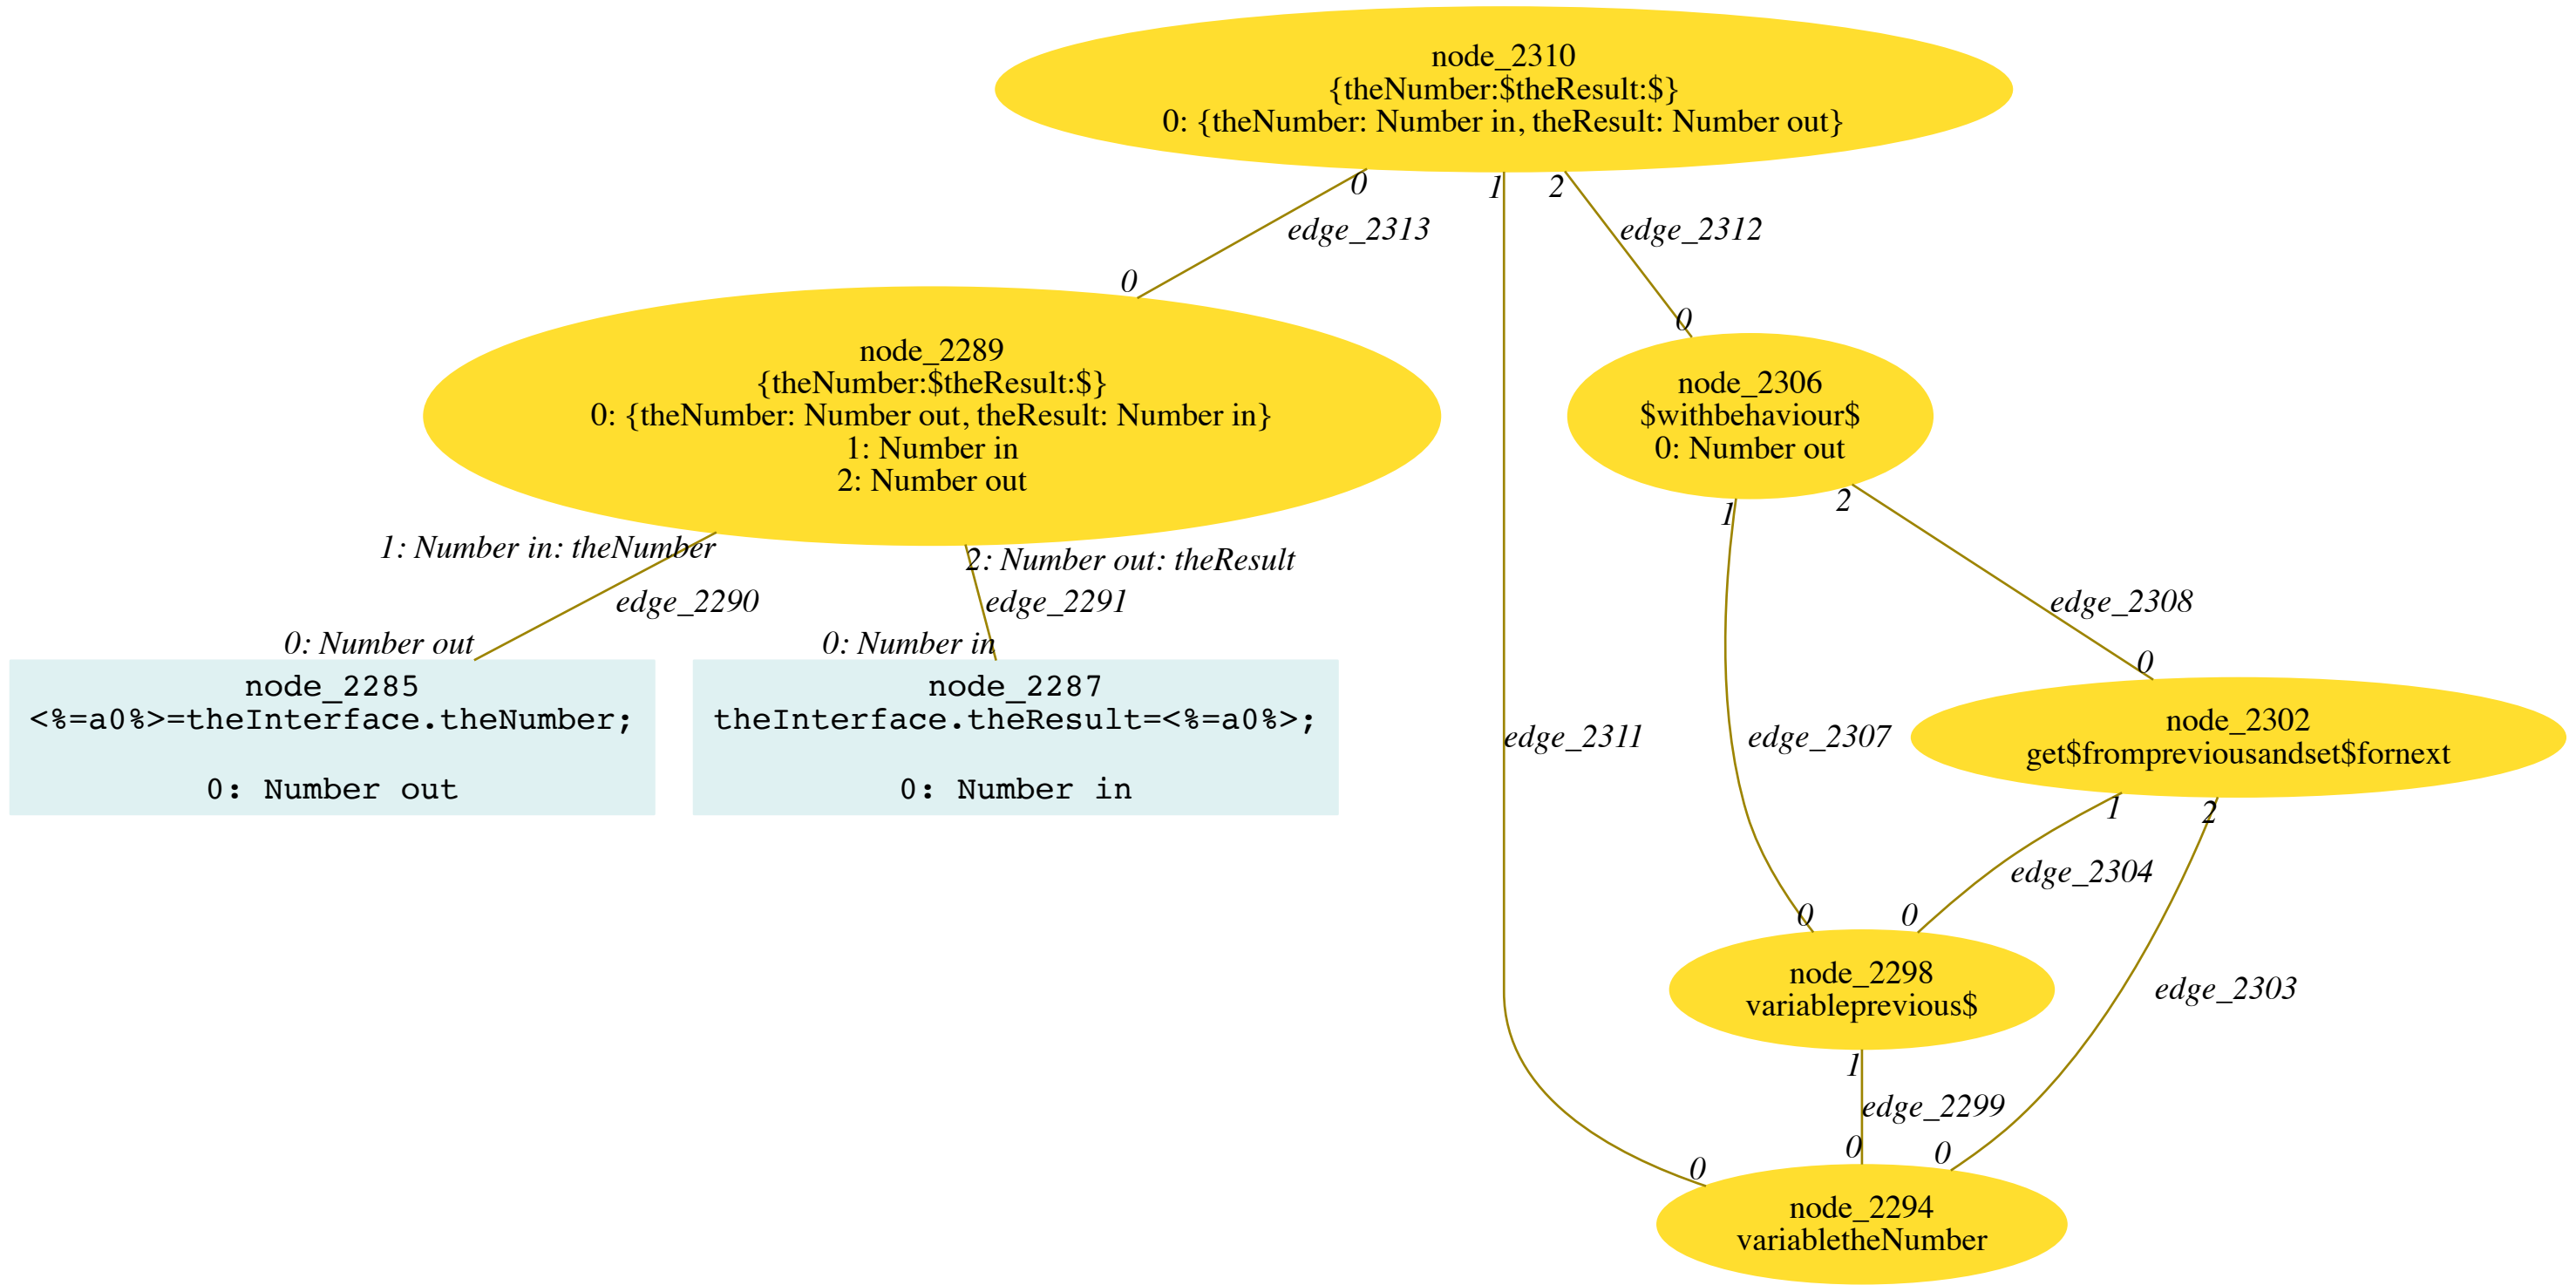 node_2310
{theNumber:$theResult:$}
0: {theNumber: Number in, theResult: Number out}
0
1
2
edge_2313
edge_2312
0
0
node_2289
{theNumber:$theResult:$}
0: {theNumber: Number out, theResult: Number in}
1: Number in
2: Number out
node_2306
$withbehaviour$
0: Number out
1
2
1: Number in: theNumber
2: Number out: theResult
edge_2290
edge_2291
edge_2308
0: Number out
0: Number in
0
node_2285
<%=a0%>=theInterface.theNumber;
0: Number out
node_2287
theInterface.theResult=<%=a0%>;
0: Number in
edge_2311
edge_2307
node_2302
get$frompreviousandset$fornext
1
2
edge_2304
0
0
node_2298
variableprevious$
edge_2303
1
edge_2299
0
0
0
node_2294
variabletheNumber